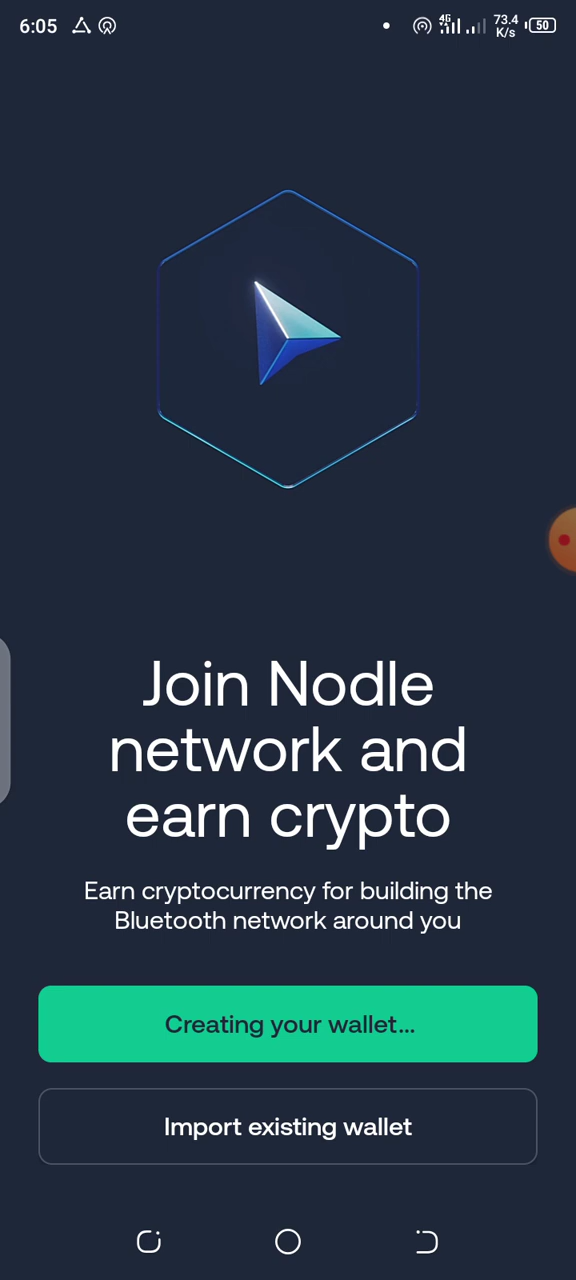 6:05
4G
73.4
K/s
50
Join Nodle
network and
earn crypto
Earn cryptocurrency for building the
Bluetooth network around you
Creating your wallet...
Import existing wallet